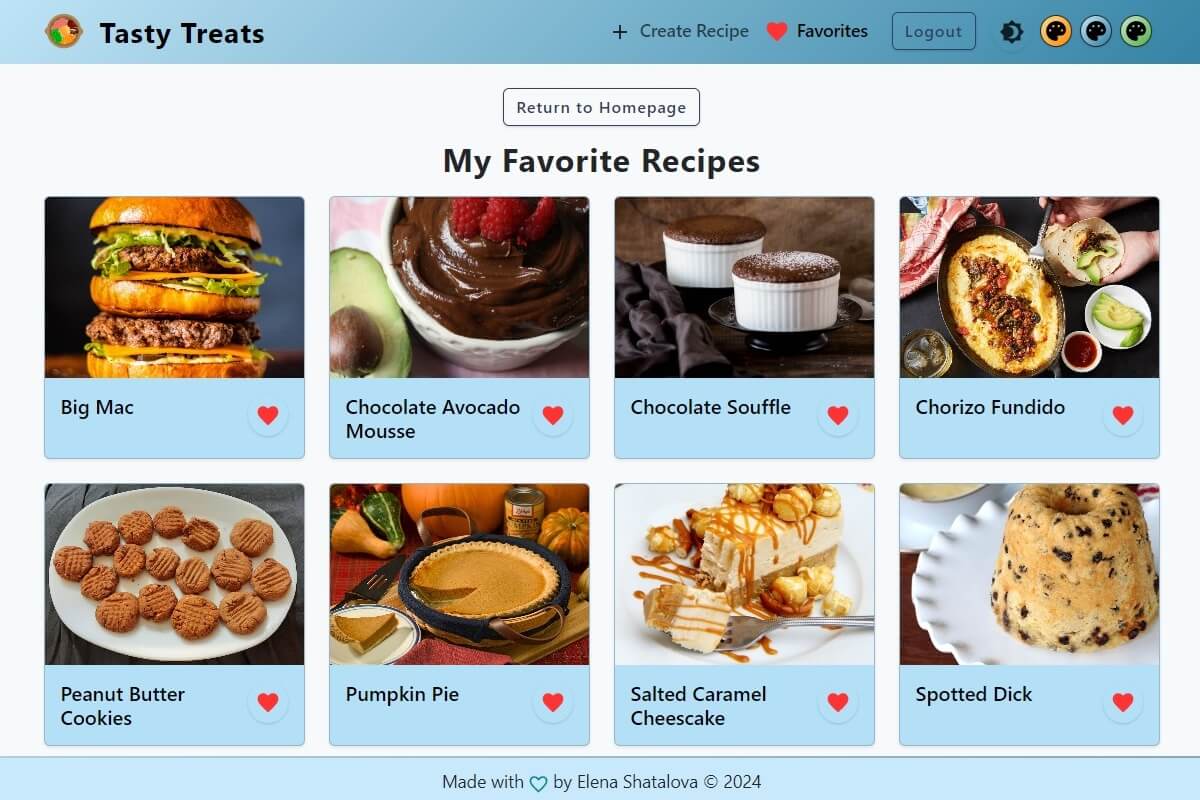 Tasty Treats
Create Recipe
Favorites
Logout
Return to Homepage
My Favorite Recipes
Big Mac
Chocolate Avocado
Mousse
Chocolate Souffle
Chorizo Fundido
Peanut Butter
Cookies
Pumpkin Pie
Salted Caramel
Cheescake
Spotted Dick
Made with by Elena Shatalova © 2024